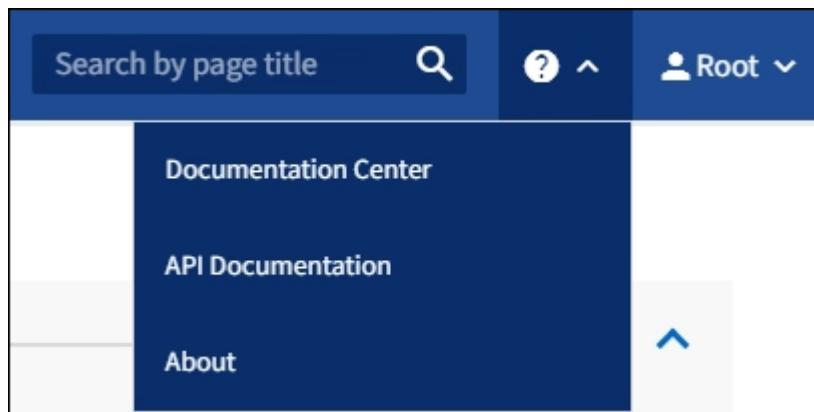 Search by page title
Root
Documentation Center
API Documentation
About